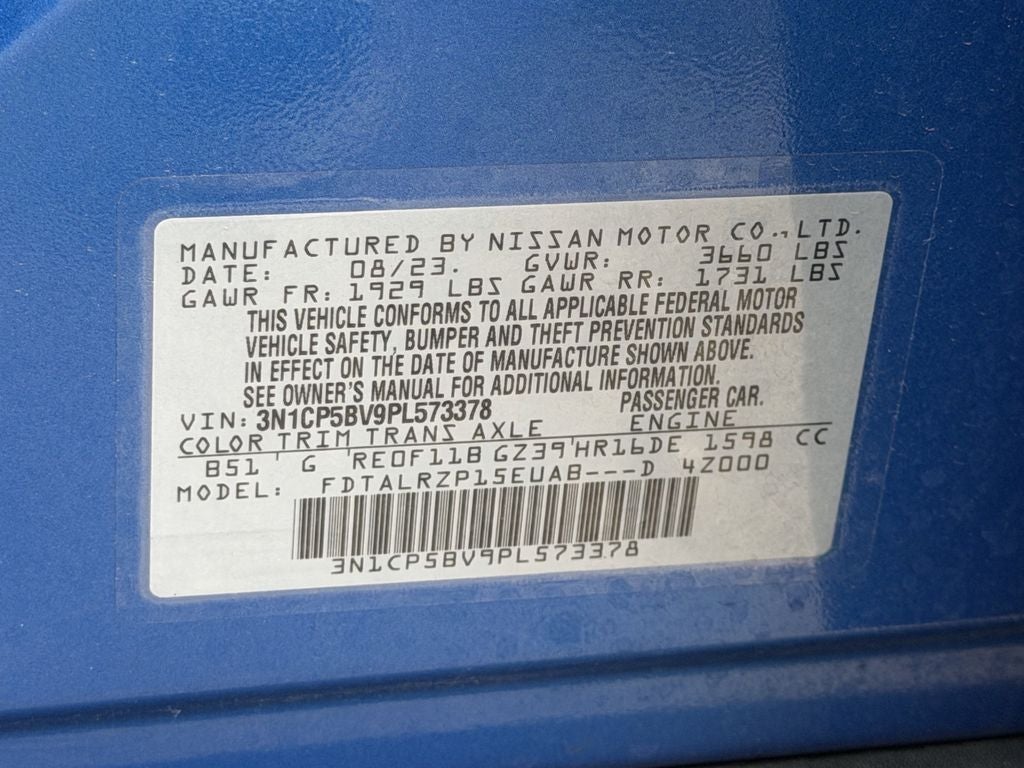 MANUFACTURED BY NISSAN MOTOR CO., LTD.
DATE: 08/23. GVWR: 3660 LBS
GAWR FR: 1929 LBS GAWR RR: 1731 LBS
THIS VEHICLE CONFORMS TO ALL APPLICABLE FEDERAL MOTOR
VEHICLE SAFETY, BUMPER AND THEFT PREVENTION STANDARDS
IN EFFECT ON THE DATE OF MANUFACTURE SHOWN ABOVE.
SEE OWNER'S MANUAL FOR ADDITIONAL INFORMATION.
VIN: 3N1CP5BV9PL573378 PASSENGER CAR.
COLOR TRIM TRANS AXLE ENGINE
B51 G RE0F11B GZ39 HR16DE 1598 CC
MODEL: FDTALRZP15EUAB---D 4Z000
3N1CP5BV9PL573378